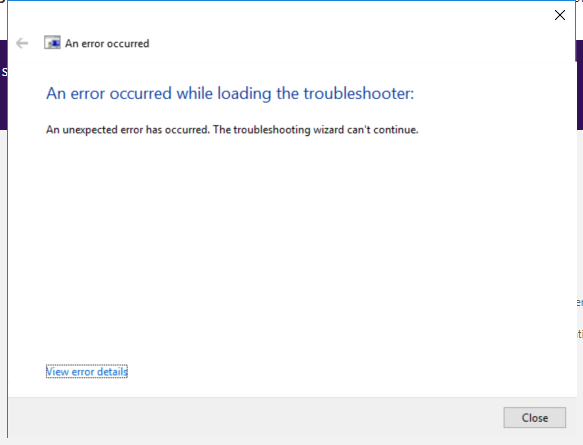 An error occurred
An error occurred while loading the troubleshooter:
An unexpected error has occurred. The troubleshooting wizard can't continue.
View error details
Close